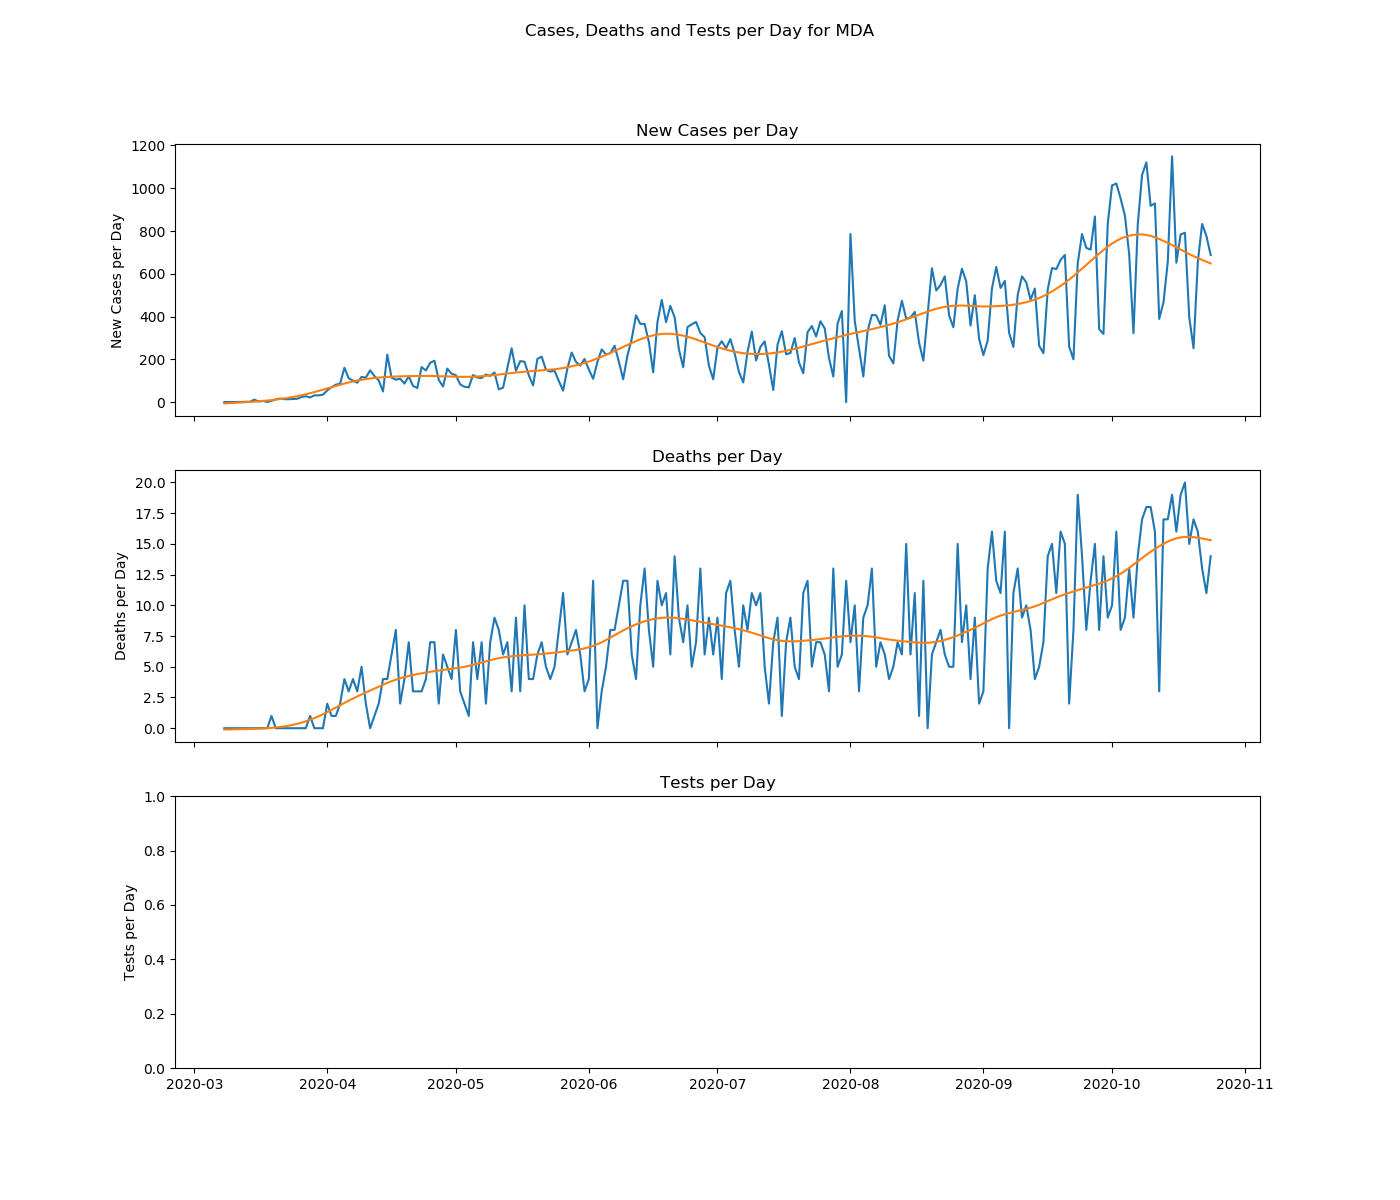 Cases, Deaths and Tests per Day for MDA
New Cases per Day
1200
1000
800
600
400
200
0
New Cases per Day
Deaths per Day
20.0
17.5
15.0
12.5
10.0
7.5
5.0
2.5
0.0
Deaths per Day
Tests per Day
1.0
0.8
0.6
0.4
0.2
0.0
Tests per Day
2020-03 2020-04 2020-05 2020-06 2020-07 2020-08 2020-09 2020-10 2020-11